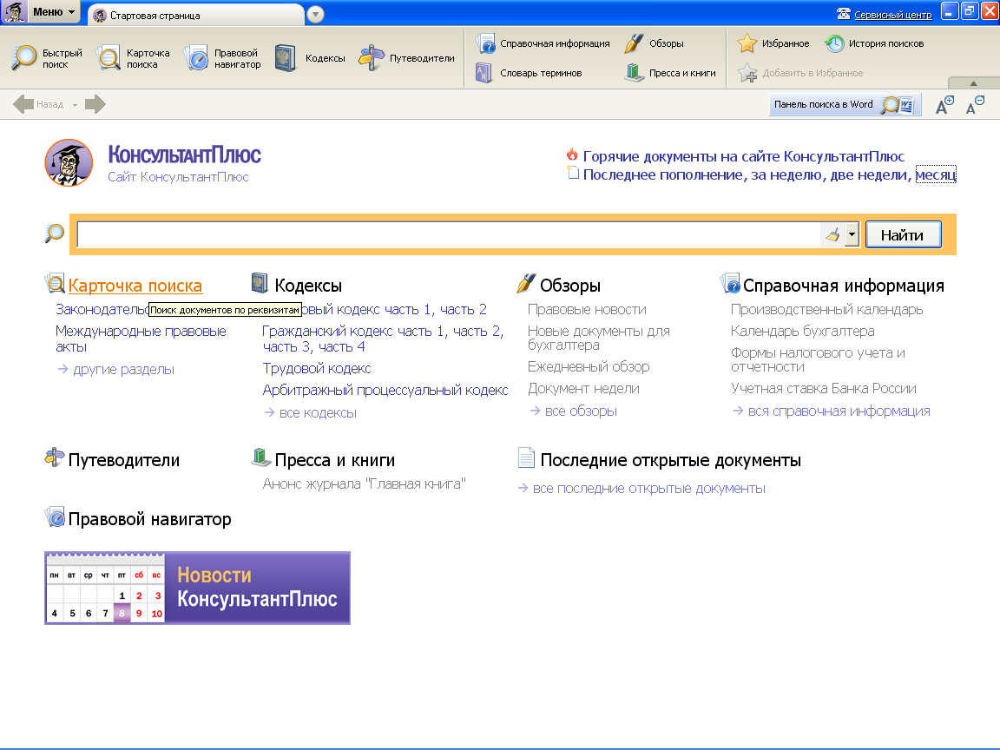 Меню
Стартовая страница
Сервисный центр
Быстрый поиск
Карточка поиска
Правовой навигатор
Кодексы
Путеводители
Справочная информация
Словарь терминов
Обзоры
Пресса и книги
Избранное
История поисков
Добавить в Избранное
Назад
Панель поиска в Word
КонсультантПлюс
Сайт КонсультантПлюс
Горячие документы на сайте КонсультантПлюс
Последнее пополнение, за неделю, две недели, месяц
Найти
Карточка поиска
Поиск документов по реквизитам
Международные правовые
акты
другие разделы
Кодексы
кодекс часть 1, часть 2
Гражданский кодекс часть 1, часть 2,
часть 3, часть 4
Трудовой кодекс
Арбитражный процессуальный кодекс
все кодексы
Обзоры
Правовые новости
Новые документы для
бухгалтера
Ежедневный обзор
Документ недели
все обзоры
Справочная информация
Производственный календарь
Календарь бухгалтера
Формы налогового учета и
отчетности
Учетная ставка Банка России
вся справочная информация
Путеводители
Пресса и книги
Анонс журнала "Главная книга"
Последние открытые документы
все последние открытые документы
Правовой навигатор
пн вт ср чт пт сб вс
1 2 3
4 5 6 7 8 9 10
Новости
КонсультантПлюс